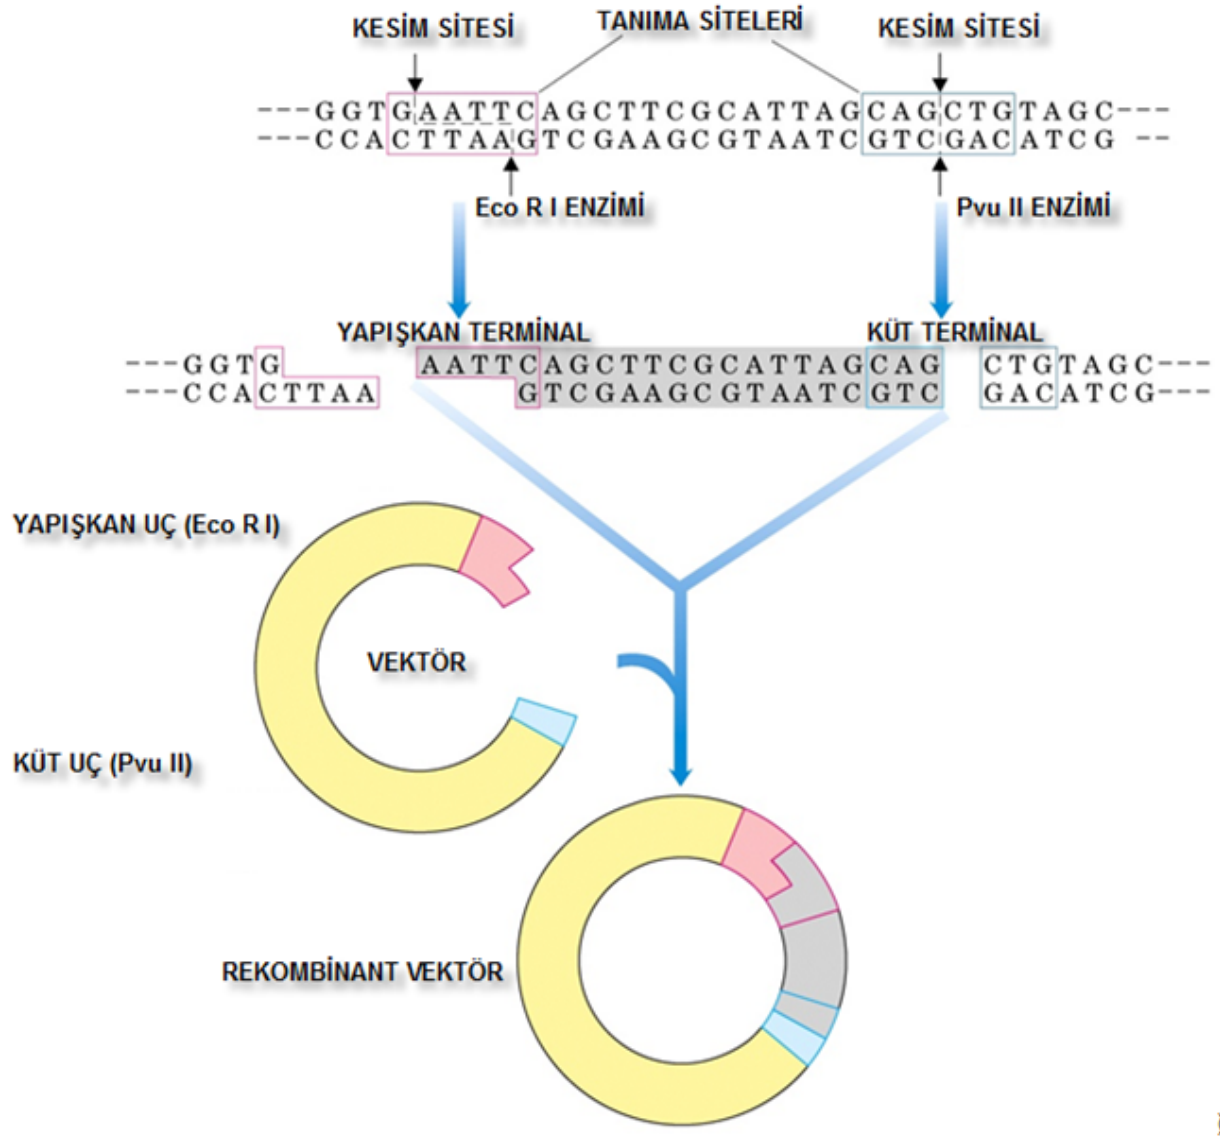 KESİM SİTESİ TANIMA SİTELERİ KESİM SİTESİ
---GGTGAATTCAGCTTCGCATTAGCAGCTGTAGC---
---CCACTTAAGTCGAAGCGTAATCGTCGACATCG ---
Eco R I ENZİMİ Pvu II ENZİMİ
YAPIŞKAN TERMİNAL KÜT TERMİNAL
---GGTG AATTCAGCTTCGCATTAGCAG CTGTAGC---
---CCACTTAA GTCGAAGCGTAATCGTC GACATCG---
YAPIŞKAN UÇ (Eco R I)
VEKTÖR
KÜT UÇ (Pvu II)
REKOMBİNANT VEKTÖR